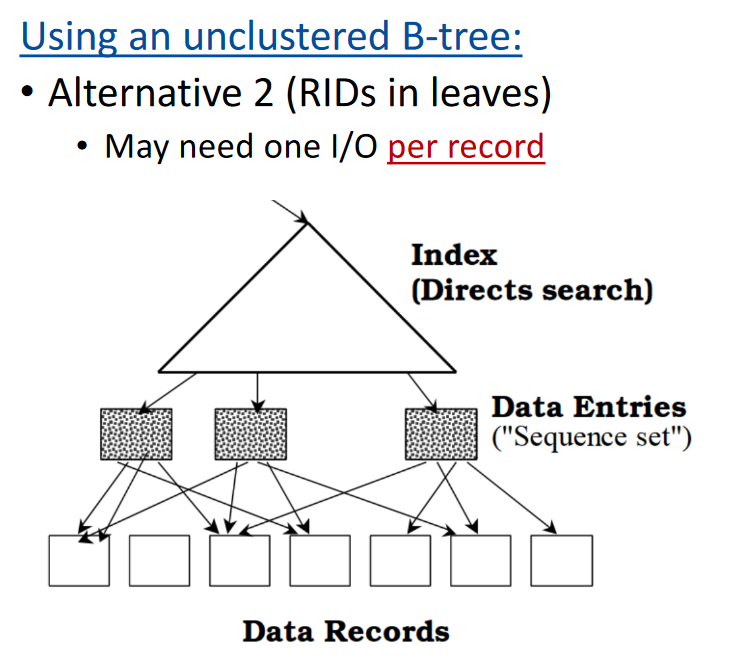 Using an unclustered B-tree:
• Alternative 2 (RIDs in leaves)
• May need one I/O per record
Index
(Directs search)
Data Entries
("Sequence set")
Data Records